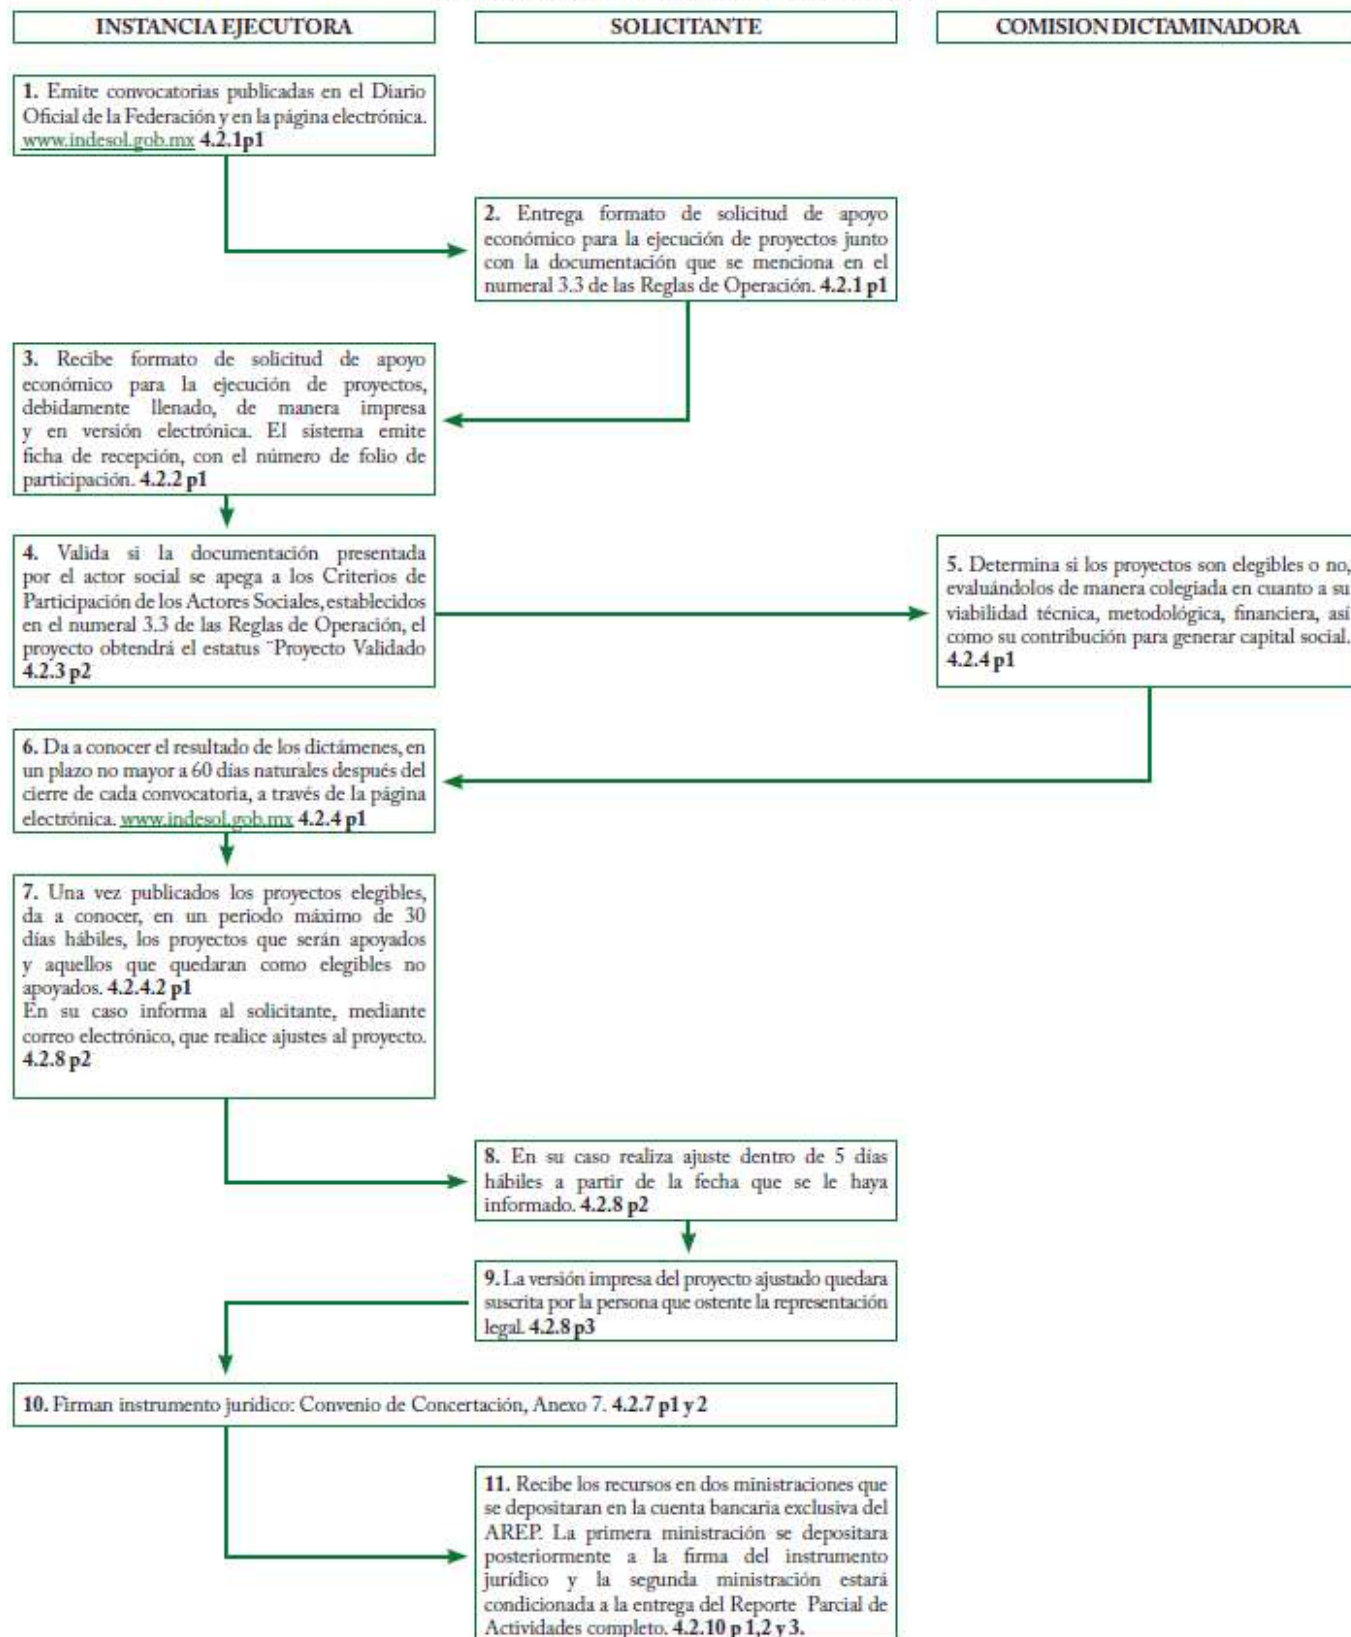 INSTANCIA EJECUTORA
SOLICITANTE
COMISION DICTAMINADORA
1. Emite convocatorias publicadas en el Diario
Oficial de la Federación y en la página electrónica.
www.indesol.gob.mx 4.2.1p1
2. Entrega formato de solicitud de apoyo
económico para la ejecución de proyectos junto
con la documentación que se menciona en el
numeral 3.3 de las Reglas de Operación. 4.2.1 p1
3. Recibe formato de solicitud de apoyo
económico para la ejecución de proyectos,
debidamente llenado, de manera impresa
y en versión electrónica. El sistema emite
ficha de recepción, con el número de folio de
participación. 4.2.2 p1
4. Valida si la documentación presentada
por el actor social se apega a los Criterios de
Participación de los Actores Sociales, establecidos
en el numeral 3.3 de las Reglas de Operación, el
proyecto obtendrá el estatus ¨Proyecto Validado
4.2.3 p2
5. Determina si los proyectos son elegibles o no,
evaluándolos de manera colegiada en cuanto a su
viabilidad técnica, metodológica, financiera, así
como su contribución para generar capital social.
4.2.4 p1
6. Da a conocer el resultado de los dictámenes, en
un plazo no mayor a 60 días naturales después del
cierre de cada convocatoria, a través de la página
electrónica. www.indesol.gob.mx 4.2.4 p1
7. Una vez publicados los proyectos elegibles,
da a conocer, en un periodo máximo de 30
días hábiles, los proyectos que serán apoyados
y aquellos que quedaran como elegibles no
apoyados. 4.2.4.2 p1
En su caso informa al solicitante, mediante
correo electrónico, que realice ajustes al proyecto.
4.2.8 p2
8. En su caso realiza ajuste dentro de 5 días
hábiles a partir de la fecha que se le haya
informado. 4.2.8 p2
9. La versión impresa del proyecto ajustado quedara
suscrita por la persona que ostente la representación
legal. 4.2.8 p3
10. Firman instrumento jurídico: Convenio de Concertación, Anexo 7. 4.2.7 p1 y 2
11. Recibe los recursos en dos ministraciones que
se depositaran en la cuenta bancaria exclusiva del
AREP. La primera ministración se depositara
posteriormente a la firma del instrumento
jurídico y la segunda ministración estará
condicionada a la entrega del Reporte Parcial de
Actividades completo. 4.2.10 p 1,2 y 3.